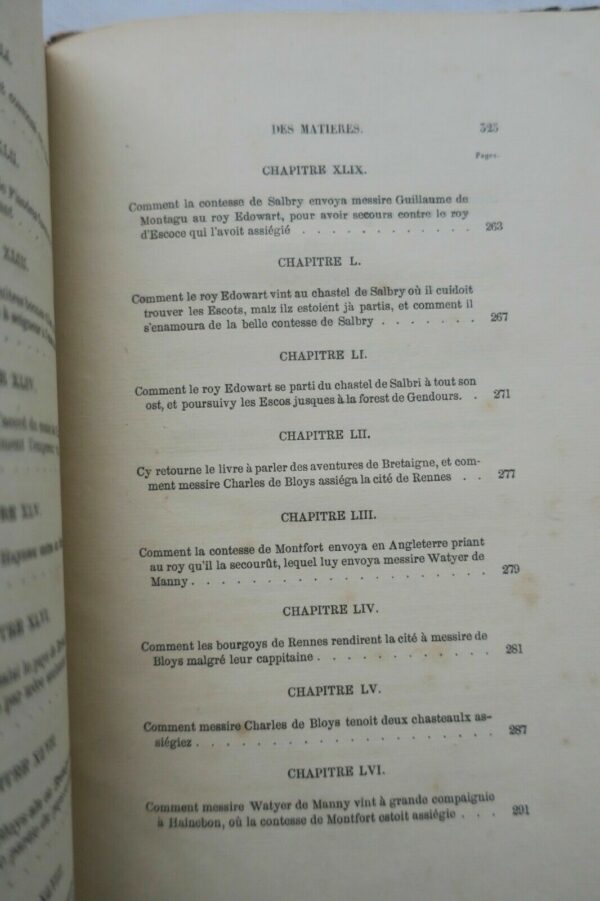 DES MATIERES. 325
Pages.
CHAPITRE XLIX.
Comment la contesse de Salbry envoya messire Guillaume de
Montagu au roy Edowart, pour avoir secours contre le roy
d'Escoce qui l'avoit assiégié . . . . . . . . . . . . 263
CHAPITRE L.
Comment le roy Edowart vint au chastel de Salbry où il cuidoit
trouver les Escots, maiz ilz estoient jà partis, et comment il
s'enamoura de la belle contesse de Salbry . . . . . . . 267
CHAPITRE LI.
Comment le roy Edowart se parti du chastel de Salbri à tout son
ost, et poursuivy les Escos jusques à la forest de Gendours. . 271
CHAPITRE LII.
Cy retourne le livre à parler des aventures de Bretaigne, et com-
ment messire Charles de Bloys assiéga la cité de Rennes . . 277
CHAPITRE LIII.
Comment la contesse de Montfort envoya en Angleterre priant
au roy qu'il la secourût, lequel luy envoya messire Watyer de
Manny . . . . . . . . . . . . . . . . . . . 279
CHAPITRE LIV.
Comment les bourgoys de Rennes rendirent la cité à messire de
Bloys malgré leur cappitaine . . . . . . . . . . . 281
CHAPITRE LV.
Comment messire Charles de Bloys tenoit deux chasteaulx as-
siégiez . . . . . . . . . . . . . . . . . . . 287
CHAPITRE LVI.
Comment messire Watyer de Manny vint à grande compaignie
à Hainebon, où la contesse de Montfort estoit assiégie . . . 291